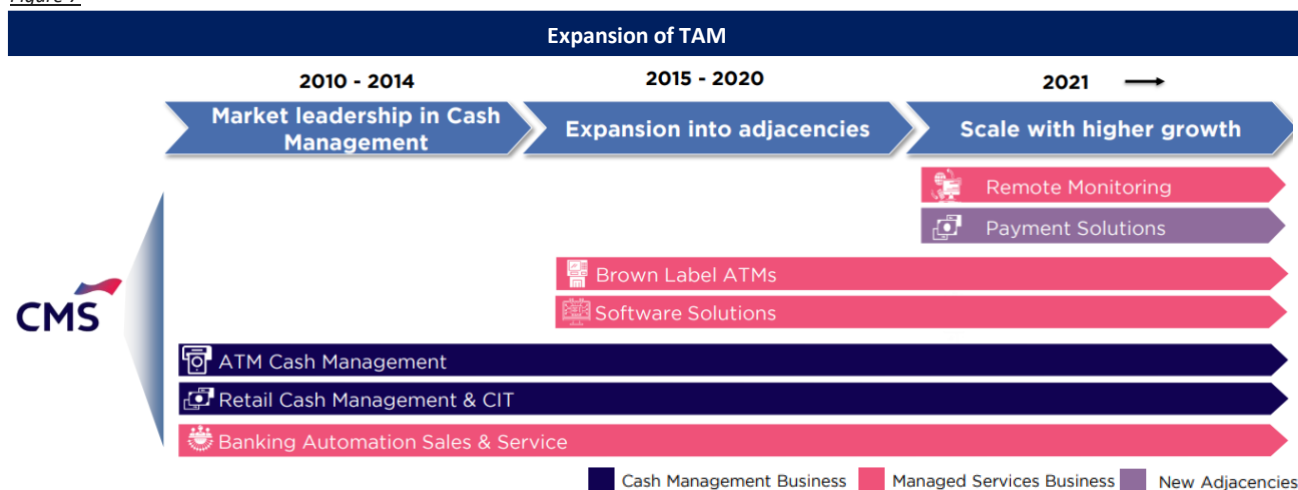 Expansion of TAM
2010 - 2014
2015 - 2020
2021
Market leadership in Cash
Management
Expansion into adjacencies
Scale with higher growth
Remote Monitoring
Payment Solutions
Brown Label ATMs
Software Solutions
CMS
ATM Cash Management
Retail Cash Management & CIT
Banking Automation Sales & Service
Cash Management Business
Managed Services Business
New Adjacencies